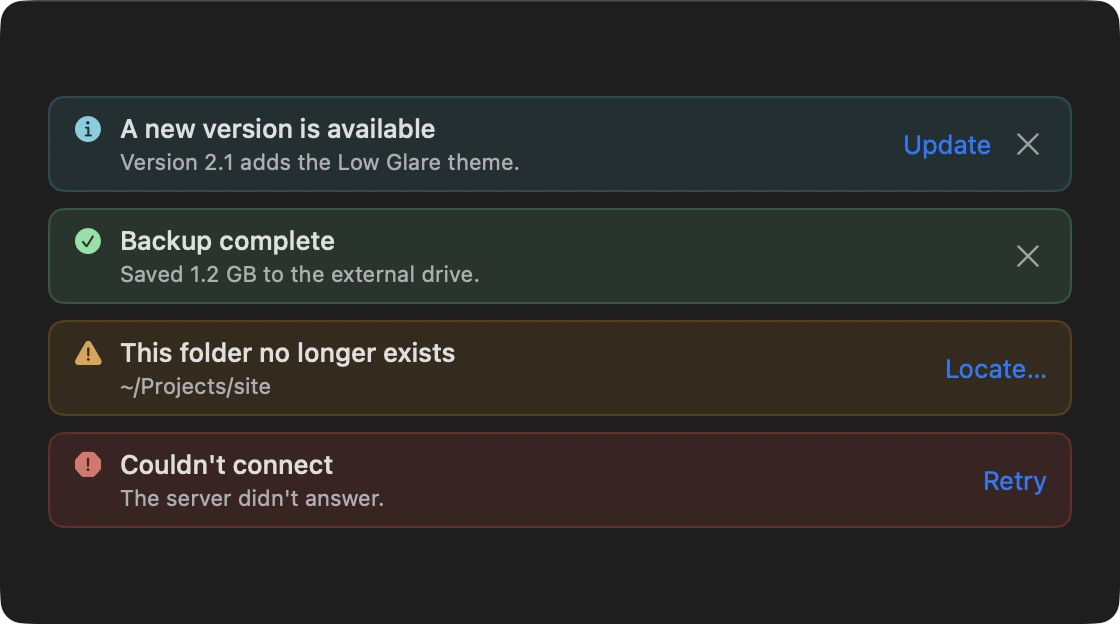 A new version is available
Version 2.1 adds the Low Glare theme.
Update
Backup complete
Saved 1.2 GB to the external drive.
This folder no longer exists
~/Projects/site
Locate...
Couldn't connect
The server didn't answer.
Retry